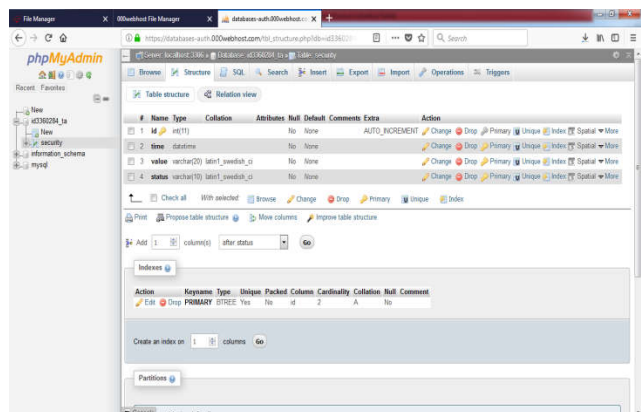 File Manager
000webhost File Manager
databases-auth.000webhost.co
https://databases-auth.000webhost.com/tbl_structure.php?db=id33602
Search
phpMyAdmin
Recent Favorites
New
id3360284_ta
New
security
information_schema
mysql
Server: localhost:3306 » Database: id3360284_ta » Table: security
Browse Structure SQL Search Insert Export Import Operations Triggers
Table structure Relation view
# Name Type Collation Attributes Null Default Comments Extra Action
1 id int(11) No None AUTO_INCREMENT Change Drop Primary Unique Index Spatial More
2 time datetime No None Change Drop Primary Unique Index Spatial More
3 value varchar(20) latin1_swedish_ci No None Change Drop Primary Unique Index Spatial More
4 status varchar(10) latin1_swedish_ci No None Change Drop Primary Unique Index Spatial More
Check all With selected: Browse Change Drop Primary Unique Index
Print Propose table structure Move columns Improve table structure
Add 1 column(s) after status Go
Indexes
Action Keyname Type Unique Packed Column Cardinality Collation Null Comment
Edit Drop PRIMARY BTREE Yes No id 2 A No
Create an index on 1 columns Go
Partitions